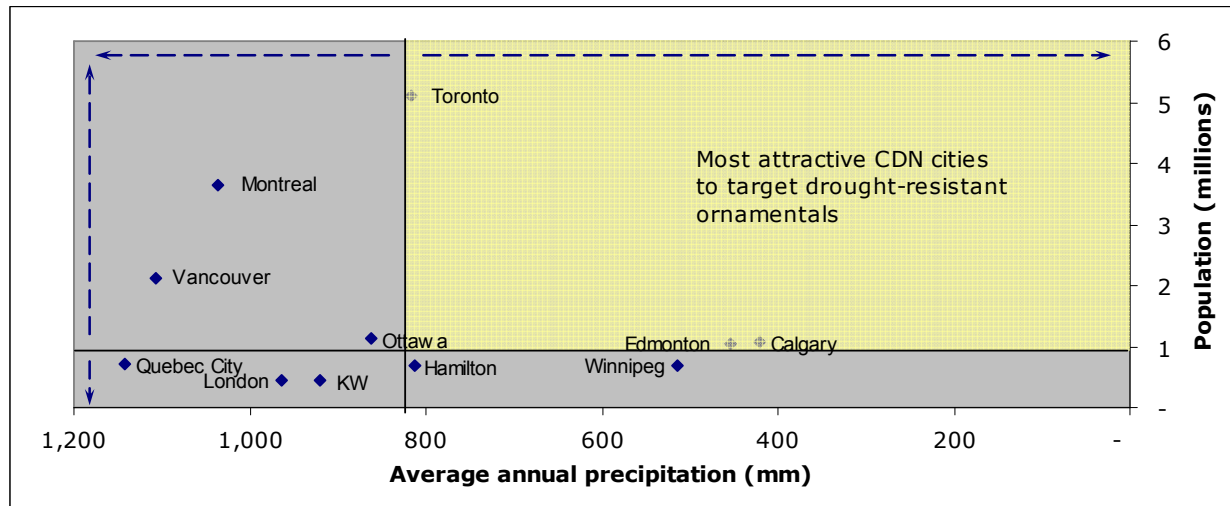 6
Toronto
5
Most attractive CDN cities
to target drought-resistant
ornamentals
4
Montreal
3
Vancouver
2
Ottawa
Edmonton
Calgary
1
Quebec City
London
KW
Hamilton
Winnipeg
-
1,200
1,000
800
600
400
200
-
Average annual precipitation (mm)
Population (millions)